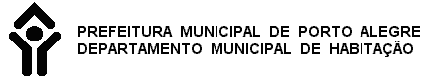 PREFEITURA MUNICIPAL DE PORTO ALEGRE
DEPARTAMENTO MUNICIPAL DE HABITAÇÃO